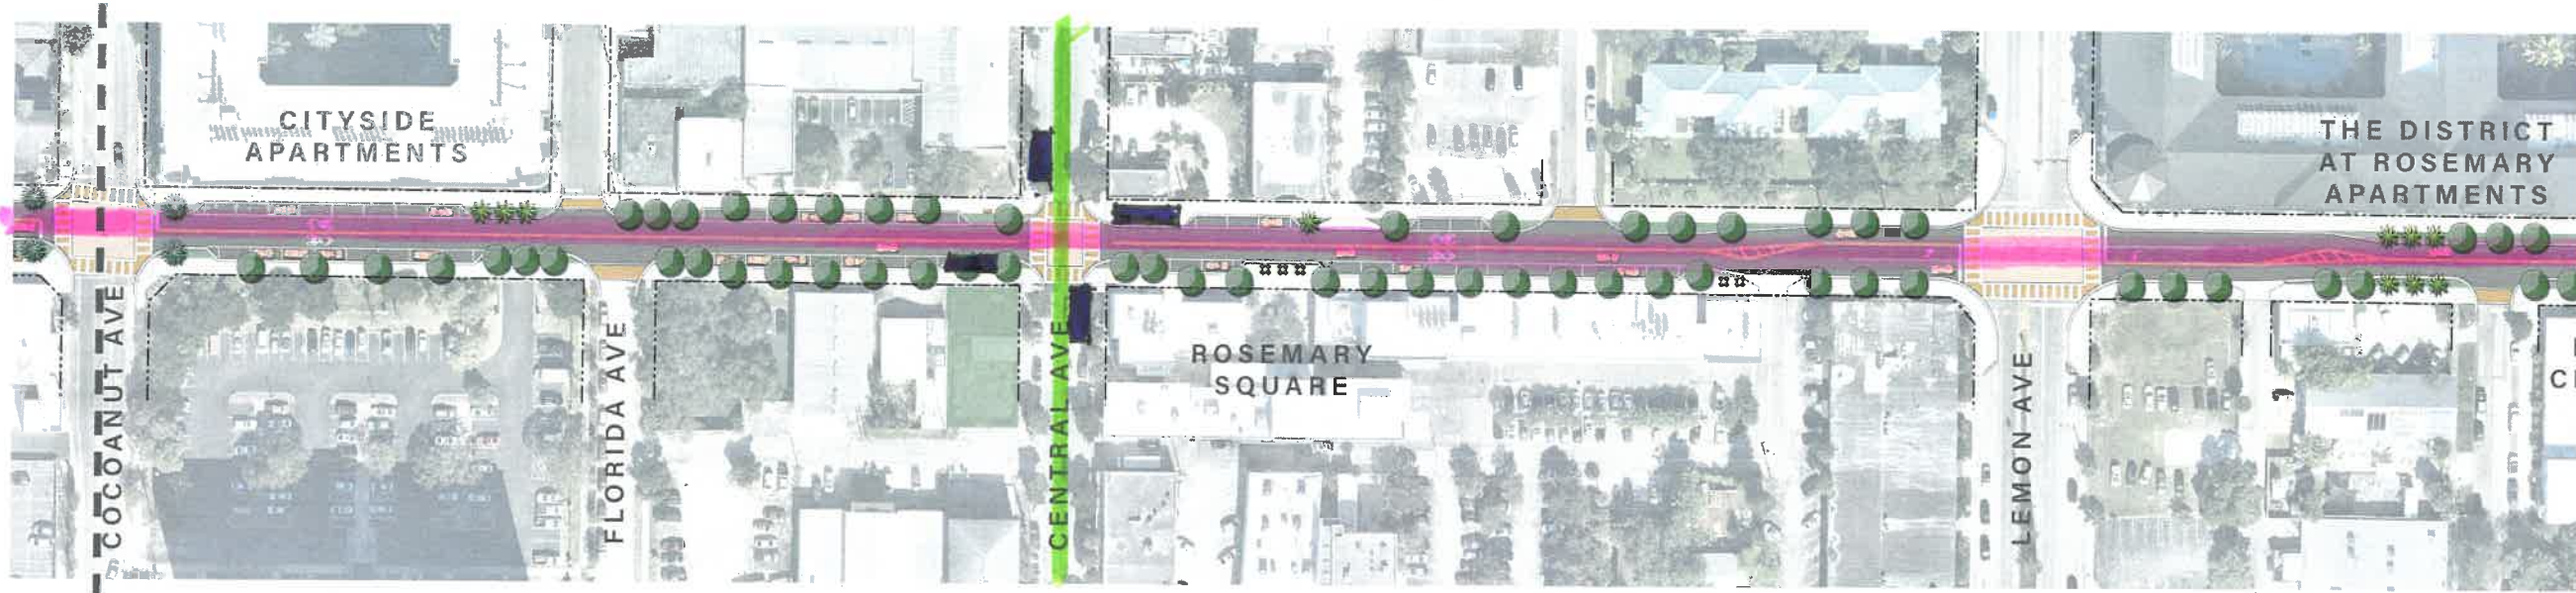 CITYSIDE
APARTMENTS
THE DISTRICT
AT ROSEMARY
APARTMENTS
COCOANUT AVE
FLORIDA AVE
CENTRAL AVE
ROSEMARY
SQUARE
LEMON AVE